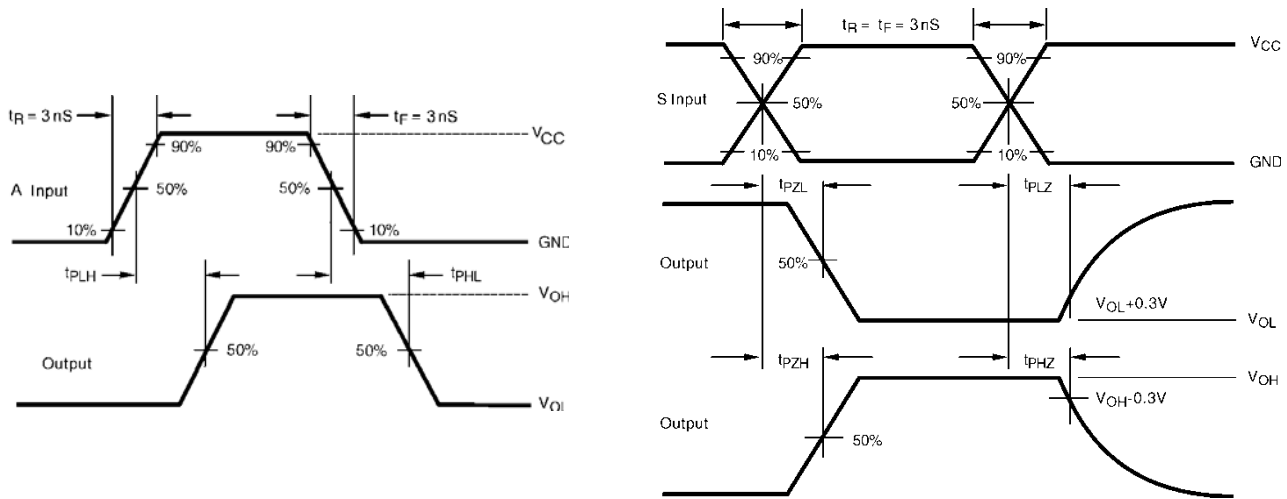 tR = 3 nS
tF = 3 nS
VCC
90%
90%
A Input
50%
50%
10%
10%
GND
tPLH
tPHL
VOH
Output
50%
50%
VOL
tR = tF = 3 nS
VCC
90%
90%
S Input
50%
50%
10%
10%
GND
tPZL
tPLZ
Output
50%
VOL+0.3V
VOL
tPZH
tPHZ
VOH
VOH-0.3V
Output
50%